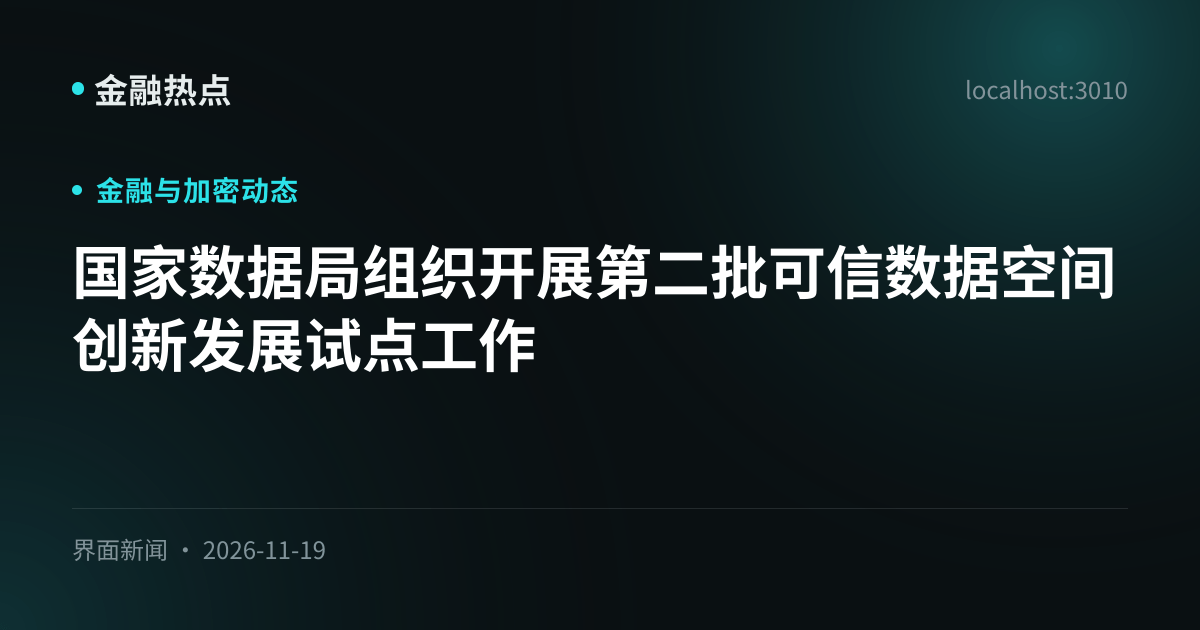 金融热点
localhost:3010
金融与加密动态
国家数据局组织开展第二批可信数据空间
创新发展试点工作
界面新闻 • 2026-11-19